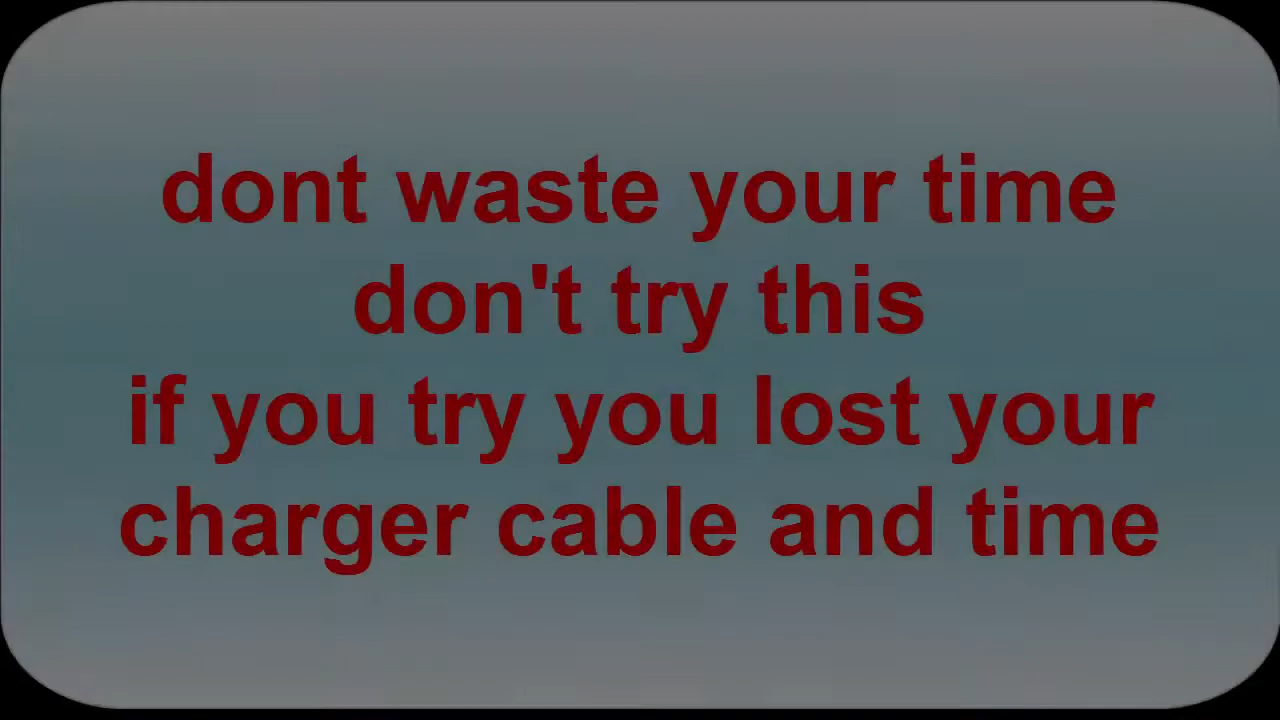 dont waste your time
don't try this
if you try you lost your
charger cable and time